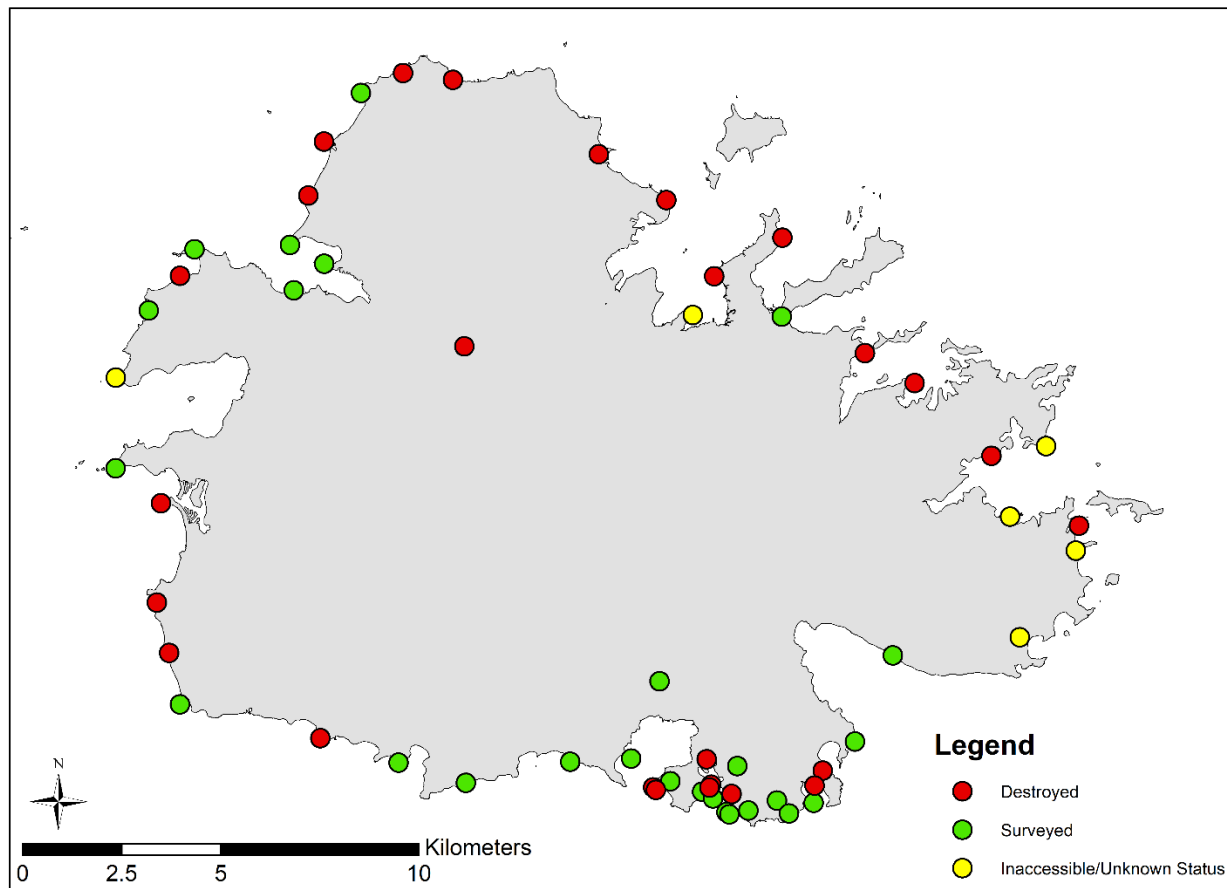 Legend
Destroyed
Surveyed
Inaccessible/Unknown Status
N
Kilometers
0 2.5 5 10